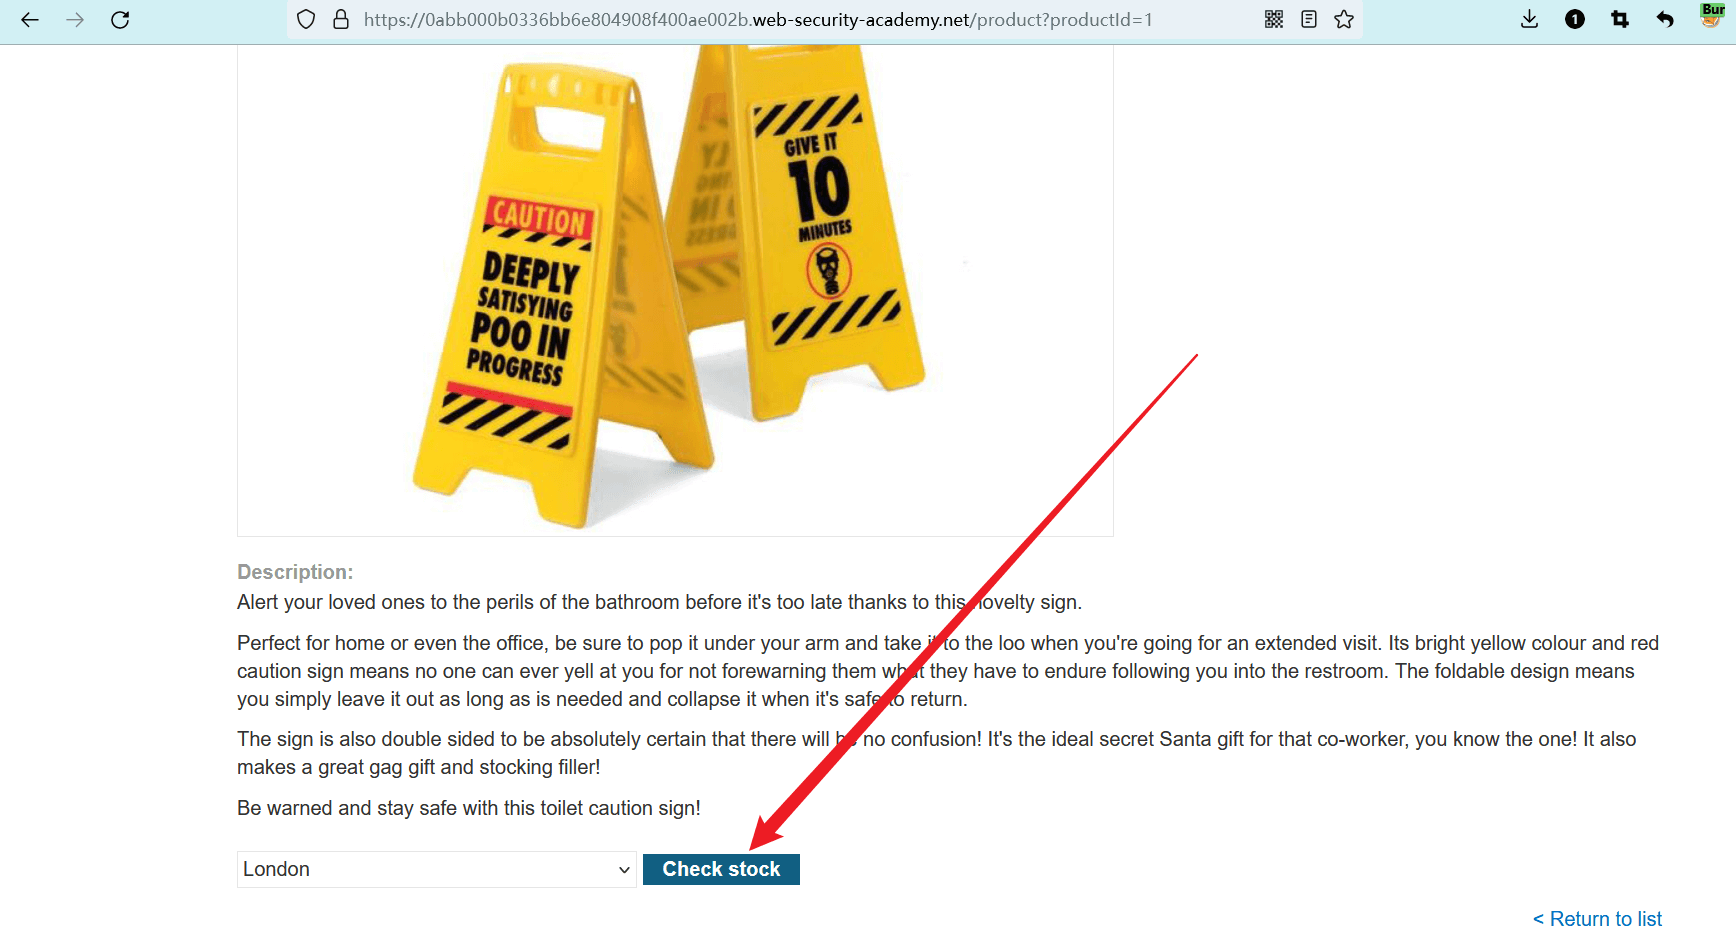 https://0abb000b0336bb6e804908f400ae002b.web-security-academy.net/product?productId=1
1
Bur
CAUTION
DEEPLY
SATISYING
POO IN
PROGRESS
GIVE IT
10
MINUTES
Description:
Alert your loved ones to the perils of the bathroom before it's too late thanks to this novelty sign.
Perfect for home or even the office, be sure to pop it under your arm and take it to the loo when you're going for an extended visit. Its bright yellow colour and red
caution sign means no one can ever yell at you for not forewarning them what they have to endure following you into the restroom. The foldable design means
you simply leave it out as long as is needed and collapse it when it's safe to return.
The sign is also double sided to be absolutely certain that there will be no confusion! It's the ideal secret Santa gift for that co-worker, you know the one! It also
makes a great gag gift and stocking filler!
Be warned and stay safe with this toilet caution sign!
London
Check stock
< Return to list